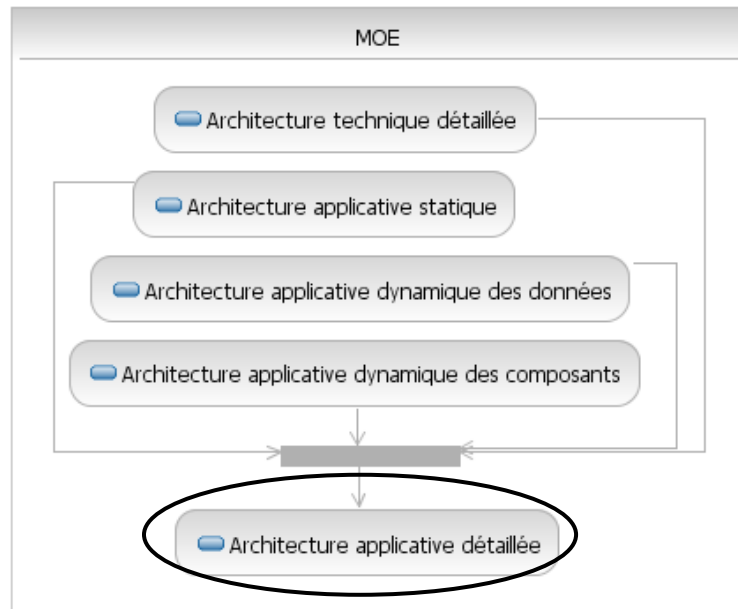 MOE
Architecture technique détaillée
Architecture applicative statique
Architecture applicative dynamique des données
Architecture applicative dynamique des composants
Architecture applicative détaillée